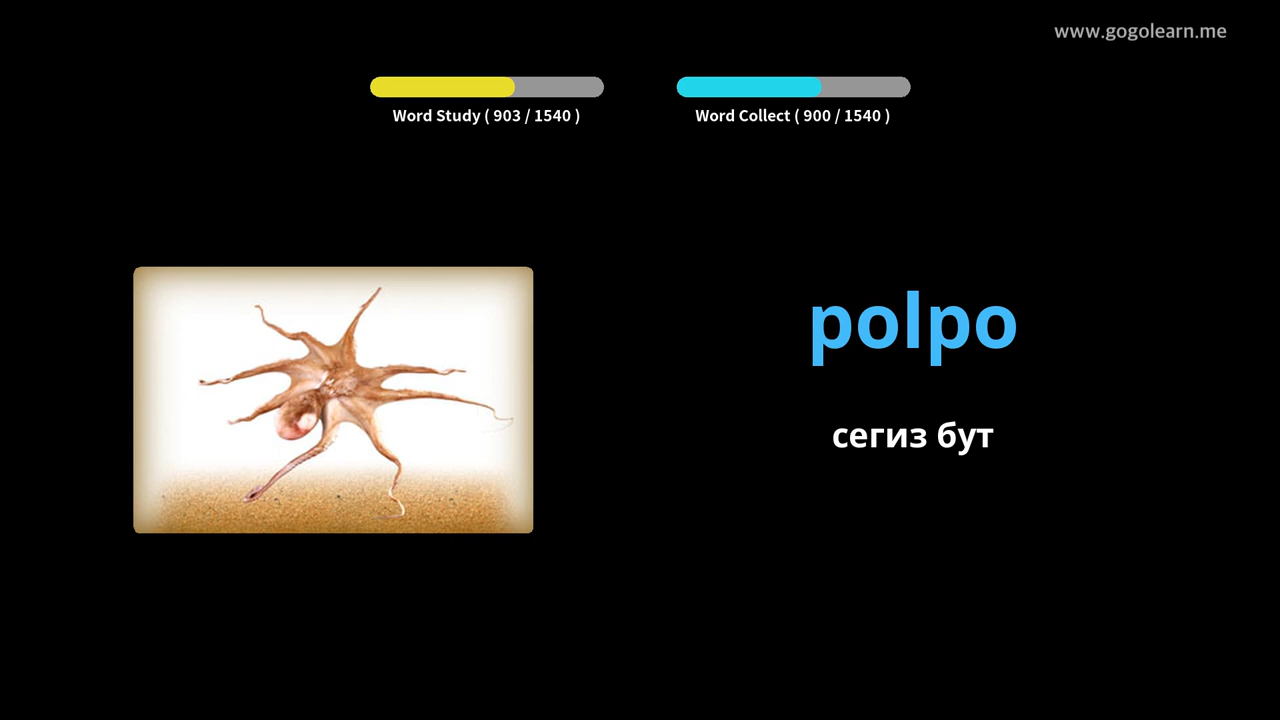 www.gogolearn.me
Word Study ( 903 / 1540 )
Word Collect ( 900 / 1540 )
polpo
сегиз бут